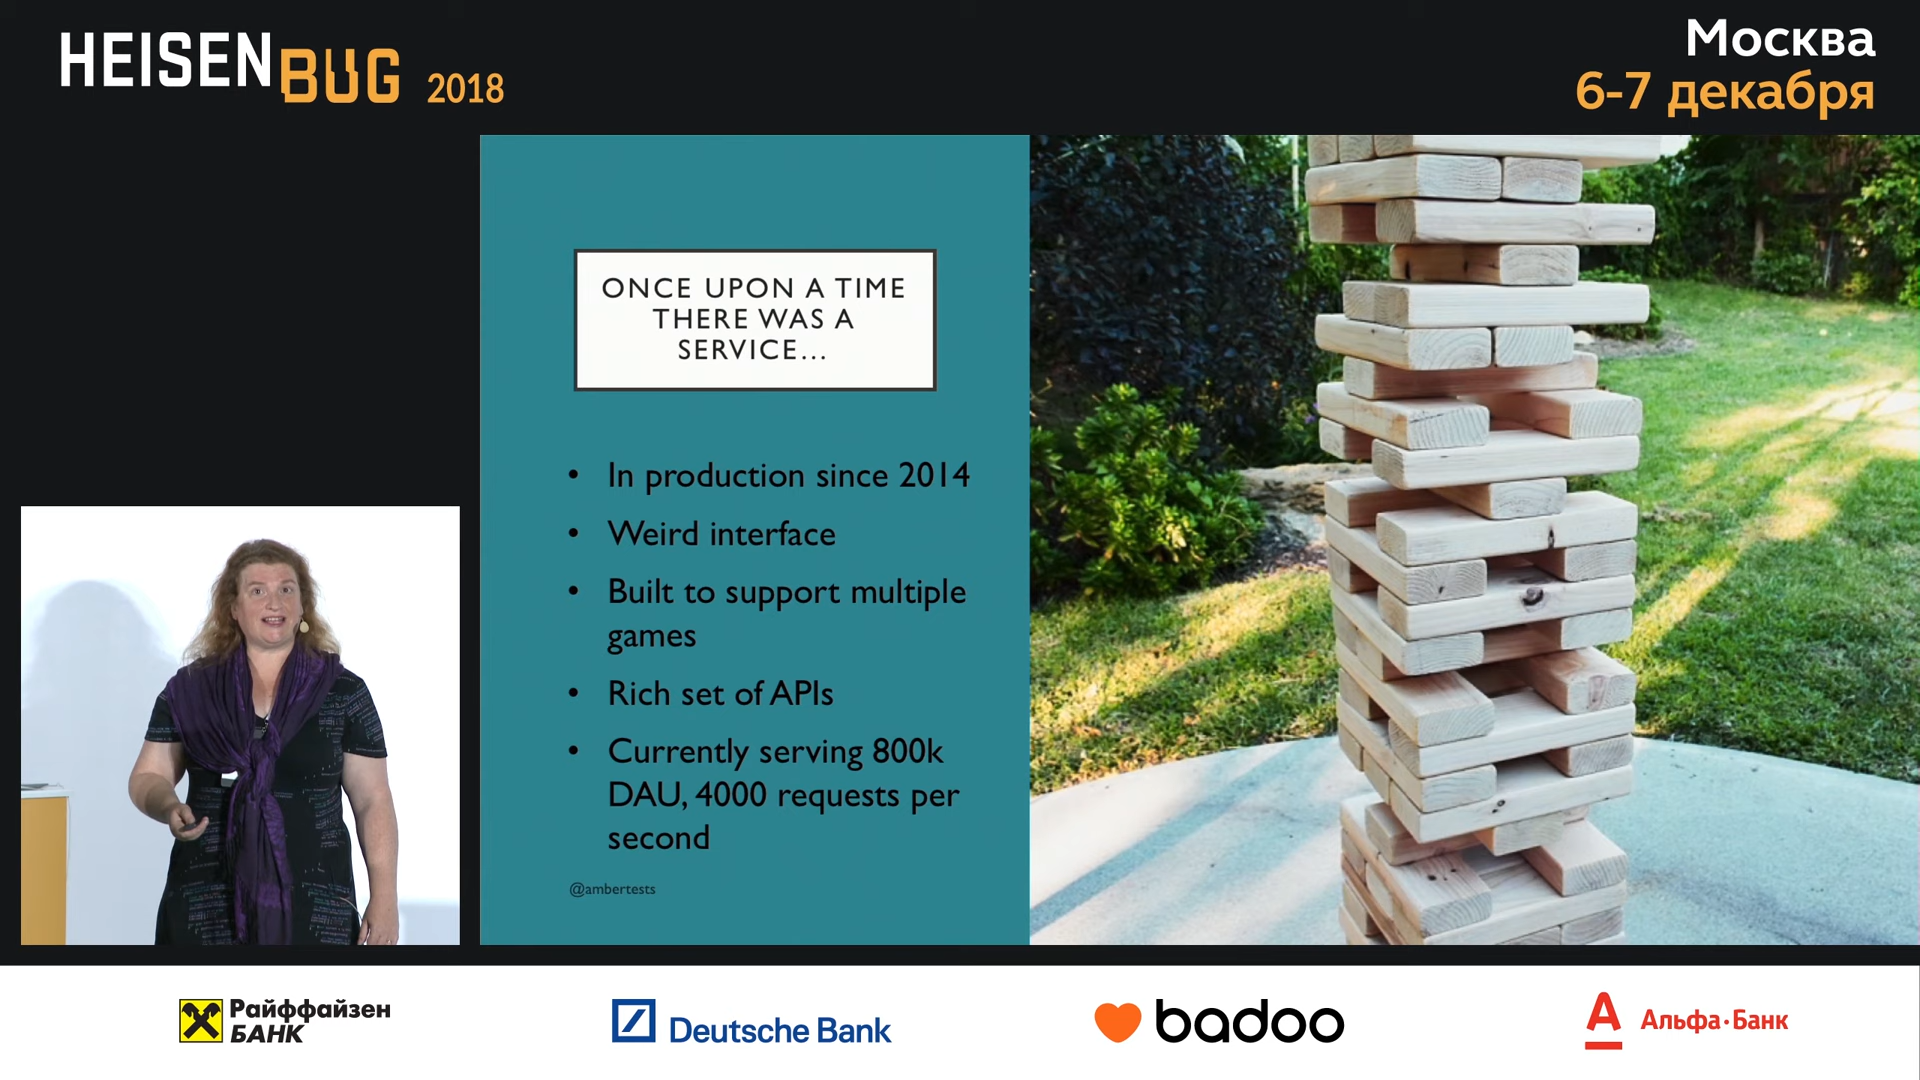 HEISENBUG 2018
Москва
6-7 декабря
ONCE UPON A TIME
THERE WAS A
SERVICE...
• In production since 2014
• Weird interface
• Built to support multiple
games
• Rich set of APIs
• Currently serving 800k
DAU, 4000 requests per
second
@ambertests
Райффайзен
БАНК
Deutsche Bank
badoo
А
Альфа·Банк